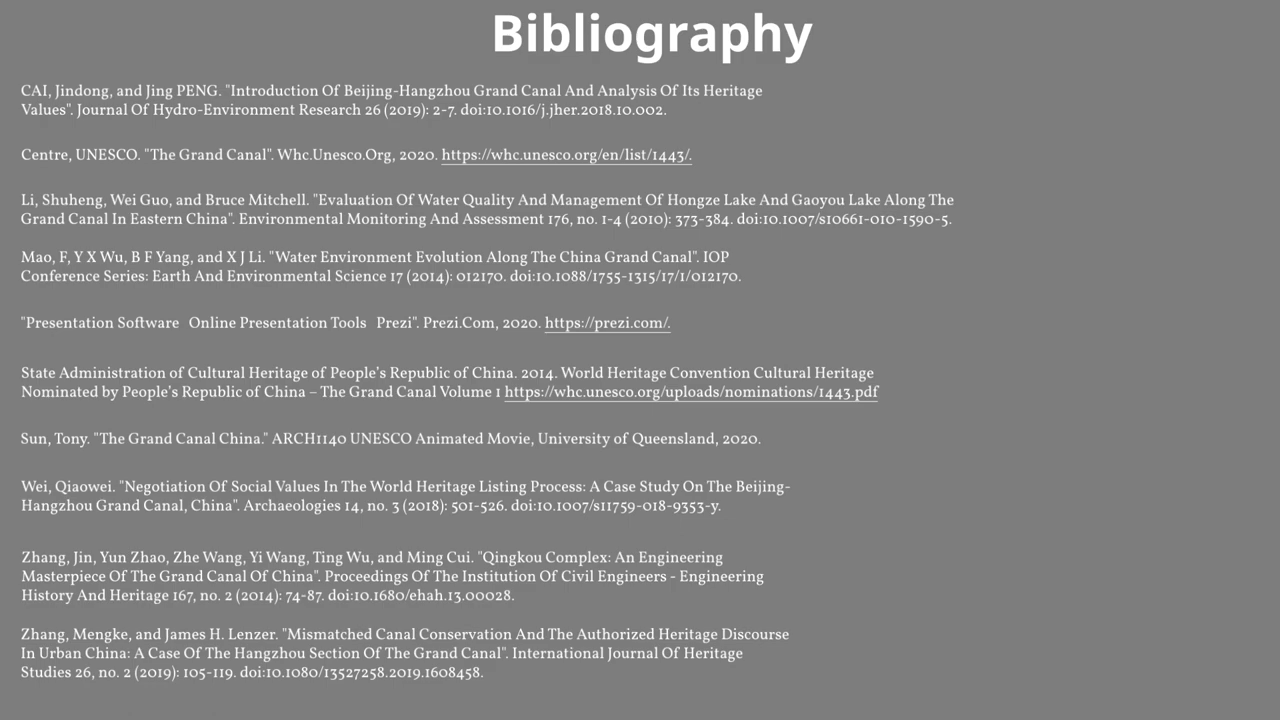 Bibliography
CAI, Jindong, and Jing PENG. "Introduction Of Beijing-Hangzhou Grand Canal And Analysis Of Its Heritage
Values". Journal Of Hydro-Environment Research 26 (2019): 2-7. doi:10.1016/j.jher.2018.10.002.
Centre, UNESCO. "The Grand Canal". Whc.Unesco.Org, 2020. https://whc.unesco.org/en/list/1443/.
Li, Shuheng, Wei Guo, and Bruce Mitchell. "Evaluation Of Water Quality And Management Of Hongze Lake And Gaoyou Lake Along The
Grand Canal In Eastern China". Environmental Monitoring And Assessment 176, no. 1-4 (2010): 373-384. doi:10.1007/s10661-010-1590-5.
Mao, F, Y X Wu, B F Yang, and X J Li. "Water Environment Evolution Along The China Grand Canal". IOP
Conference Series: Earth And Environmental Science 17 (2014): 012170. doi:10.1088/1755-1315/17/1/012170.
"Presentation Software Online Presentation Tools Prezi". Prezi.Com, 2020. https://prezi.com/.
State Administration of Cultural Heritage of People's Republic of China. 2014. World Heritage Convention Cultural Heritage
Nominated by People's Republic of China – The Grand Canal Volume 1 https://whc.unesco.org/uploads/nominations/1443.pdf
Sun, Tony. "The Grand Canal China." ARCH1140 UNESCO Animated Movie, University of Queensland, 2020.
Wei, Qiaowei. "Negotiation Of Social Values In The World Heritage Listing Process: A Case Study On The Beijing-
Hangzhou Grand Canal, China". Archaeologies 14, no. 3 (2018): 501-526. doi:10.1007/s11759-018-9353-y.
Zhang, Jin, Yun Zhao, Zhe Wang, Yi Wang, Ting Wu, and Ming Cui. "Qingkou Complex: An Engineering
Masterpiece Of The Grand Canal Of China". Proceedings Of The Institution Of Civil Engineers - Engineering
History And Heritage 167, no. 2 (2014): 74-87. doi:10.1680/ehah.13.00028.
Zhang, Mengke, and James H. Lenzer. "Mismatched Canal Conservation And The Authorized Heritage Discourse
In Urban China: A Case Of The Hangzhou Section Of The Grand Canal". International Journal Of Heritage
Studies 26, no. 2 (2019): 105-119. doi:10.1080/13527258.2019.1608458.